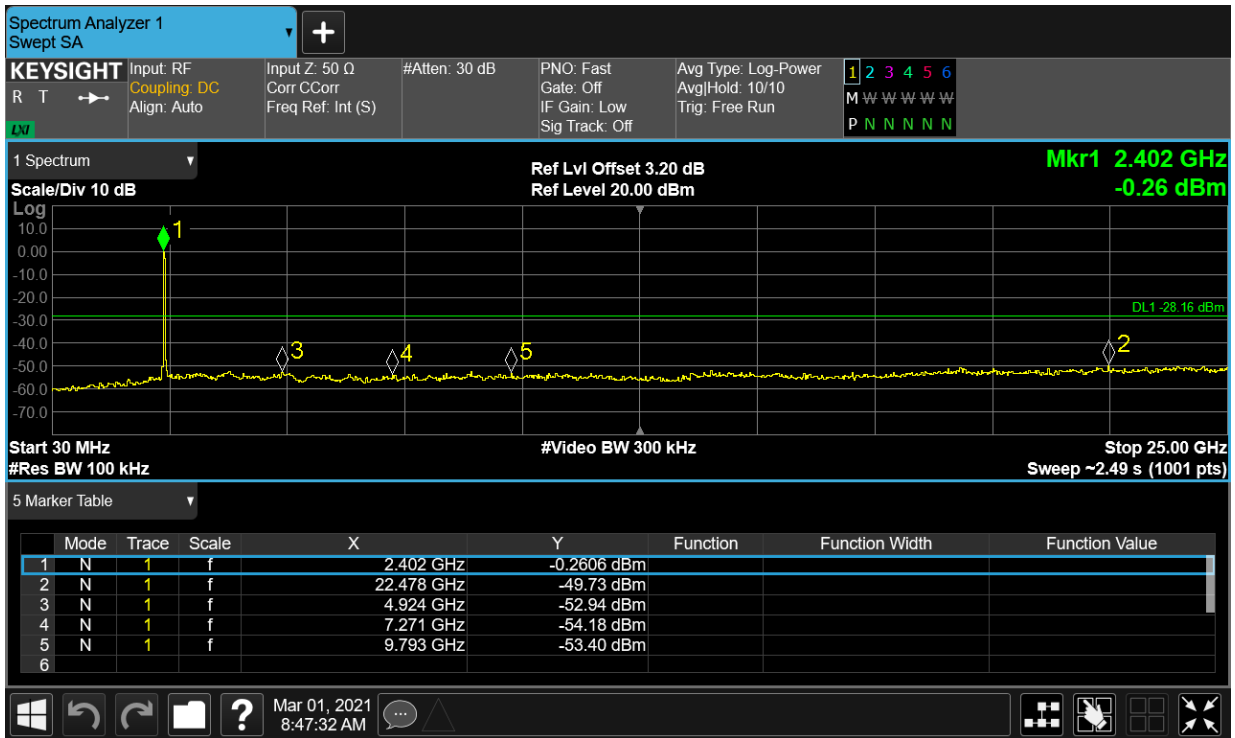 Spectrum Analyzer 1
Swept SA
+
KEYSIGHT
R T
LXI
Input: RF
Coupling: DC
Align: Auto
Input Z: 50 Ω
Corr CCorr
Freq Ref: Int (S)
#Atten: 30 dB
PNO: Fast
Gate: Off
IF Gain: Low
Sig Track: Off
Avg Type: Log-Power
Avg|Hold: 10/10
Trig: Free Run
1 2 3 4 5 6
M W W W W W
P N N N N N
1 Spectrum
Scale/Div 10 dB
Ref Lvl Offset 3.20 dB
Ref Level 20.00 dBm
Mkr1 2.402 GHz
-0.26 dBm
Log
10.0
0.00
-10.0
-20.0
-30.0
-40.0
-50.0
-60.0
-70.0
1
DL1 -28.16 dBm
3
4
5
2
Start 30 MHz
#Res BW 100 kHz
#Video BW 300 kHz
Stop 25.00 GHz
Sweep ~2.49 s (1001 pts)
5 Marker Table
Mode Trace Scale X Y Function Function Width Function Value
1 N 1 f 2.402 GHz -0.2606 dBm
2 N 1 f 22.478 GHz -49.73 dBm
3 N 1 f 4.924 GHz -52.94 dBm
4 N 1 f 7.271 GHz -54.18 dBm
5 N 1 f 9.793 GHz -53.40 dBm
6
?
Mar 01, 2021
8:47:32 AM